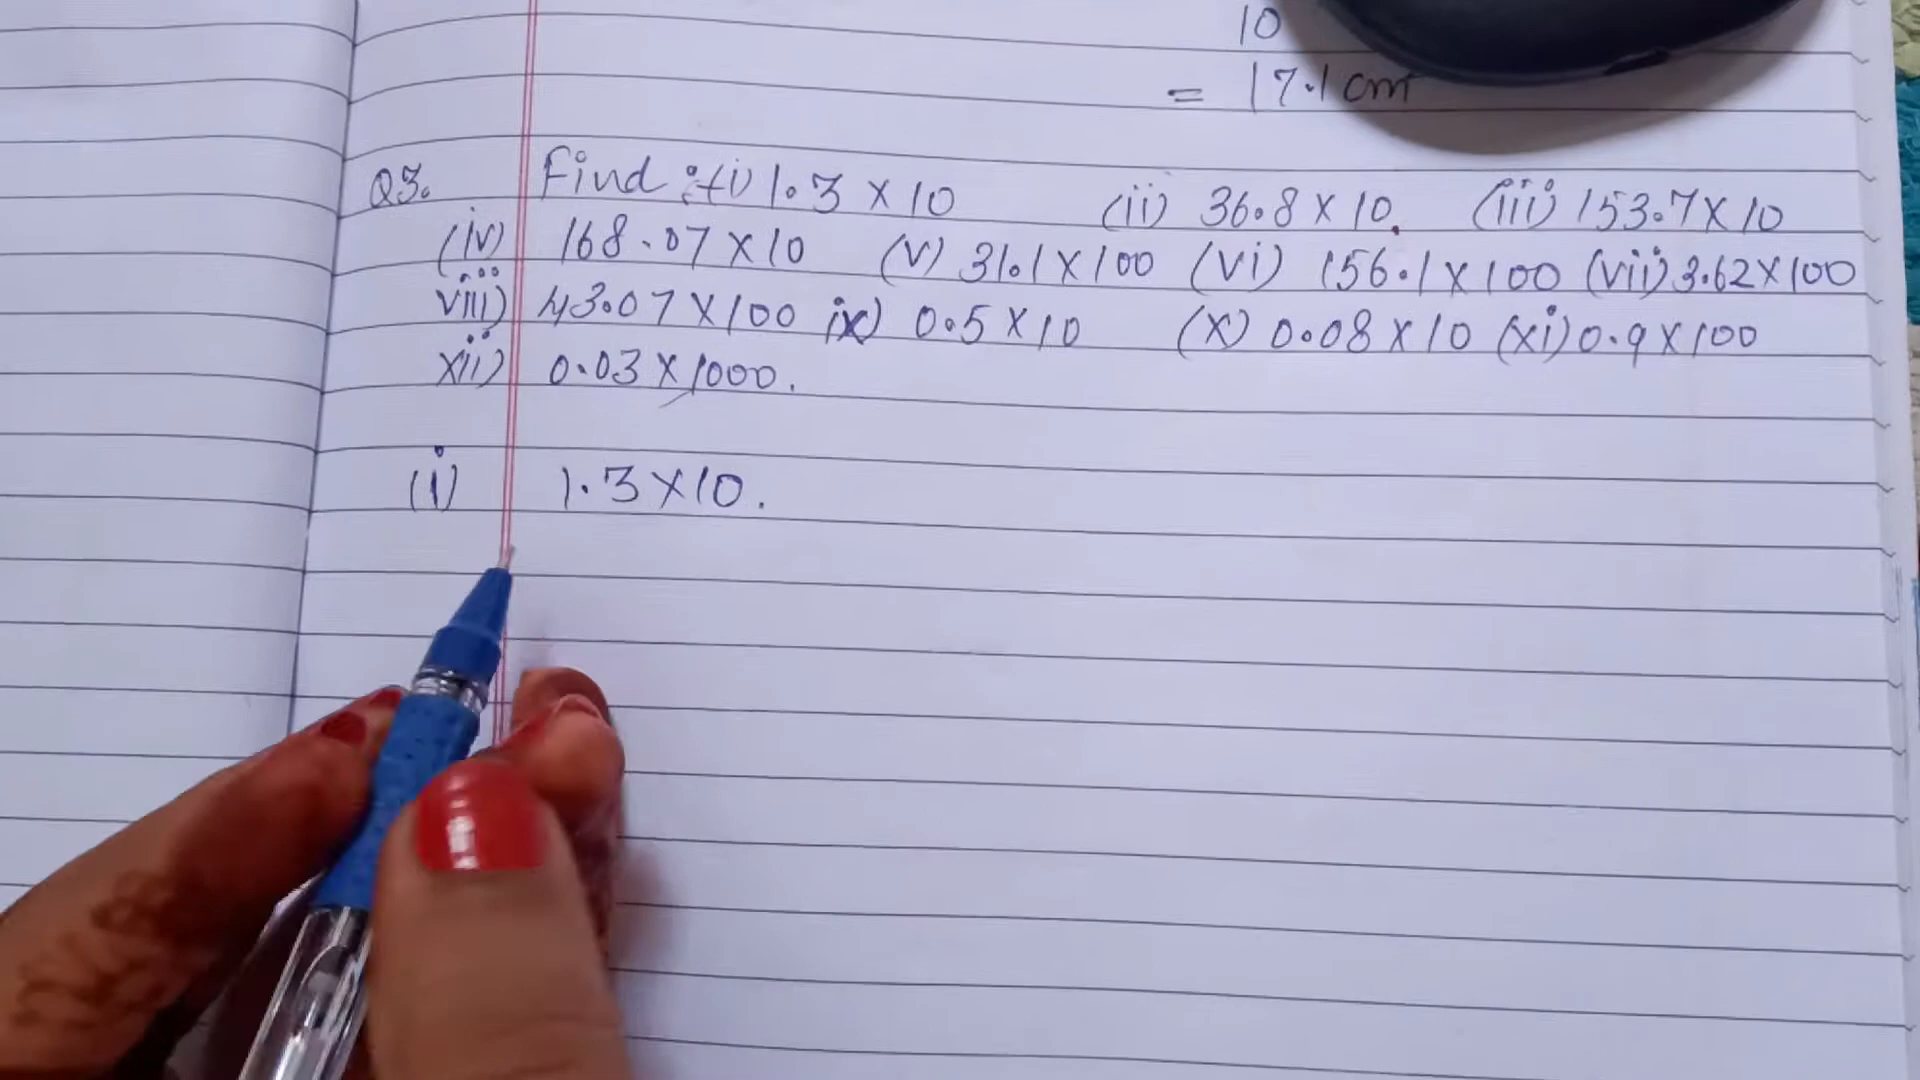 10
= 17.1 cm
Q3. Find :- (i) 1.3 × 10 (ii) 36.8 × 10. (iii) 153.7 × 10
(iv) 168.07 × 10 (v) 31.1 × 100 (vi) 156.1 × 100 (vii) 3.62 × 100
viii) 43.07 × 100 ix) 0.5 × 10 (x) 0.08 × 10 (xi) 0.9 × 100
xii) 0.03 × 1000.
(i) 1.3 × 10.